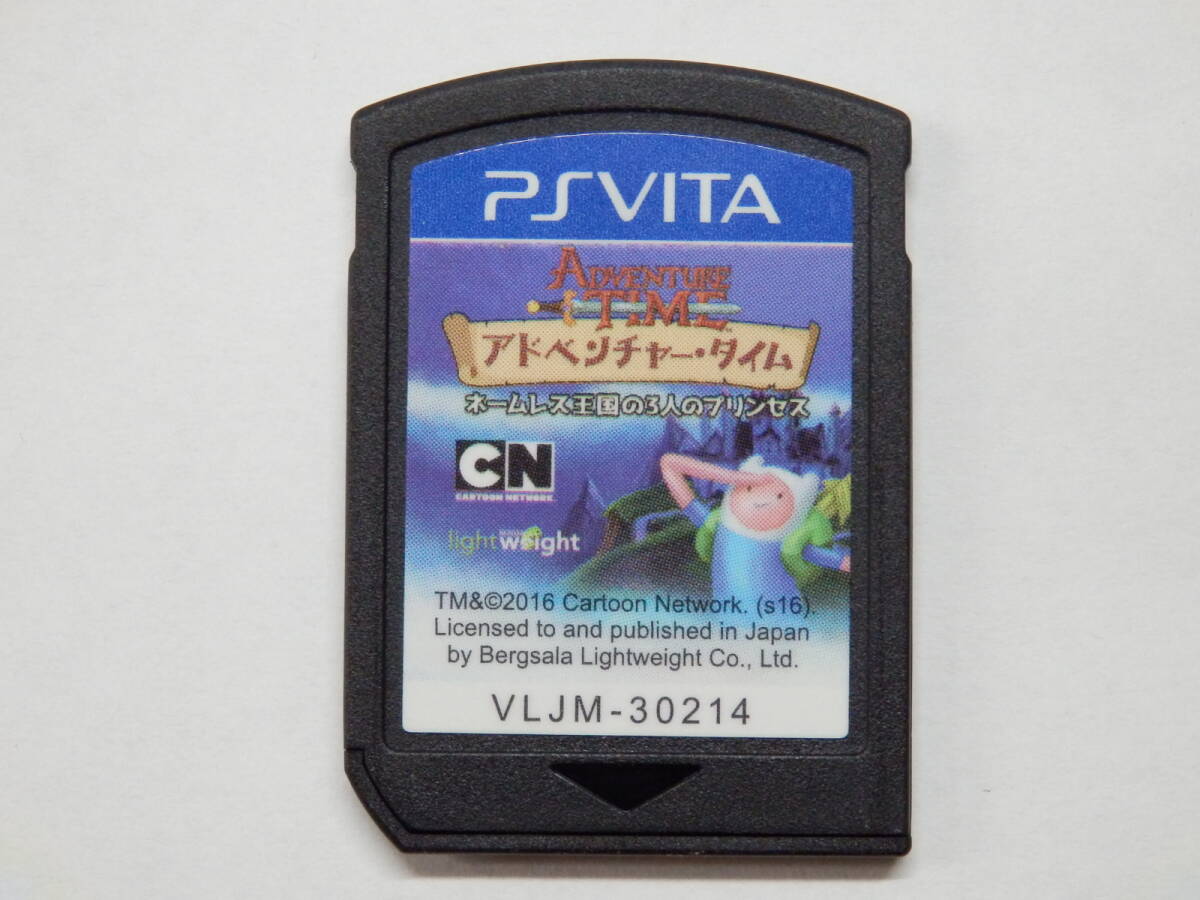 PSVITA
ADVENTURE
TIME
アドベンチャー・タイム
ネームレス王国の3人のプリンセス
CN
CARTOON NETWORK
lightweight
TM&©2016 Cartoon Network. (s16).
Licensed to and published in Japan
by Bergsala Lightweight Co., Ltd.
VLJM-30214